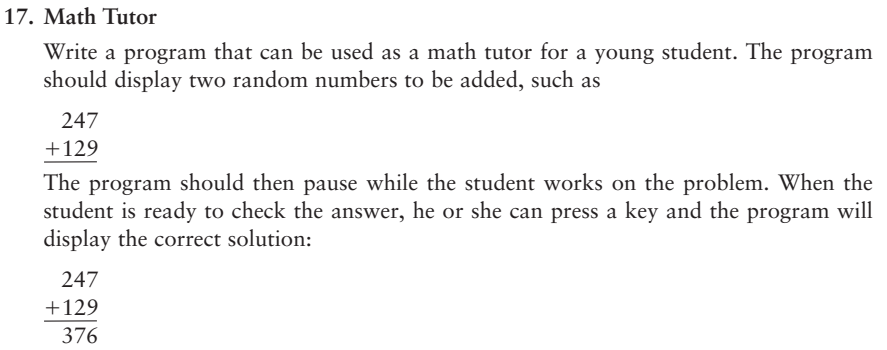 17. Math Tutor
Write a program that can be used as a math tutor for a young student. The program
should display two random numbers to be added, such as
247
+129
The program should then pause while the student works on the problem. When the
student is ready to check the answer, he or she can press a key and the program will
display the correct solution:
247
+129
376